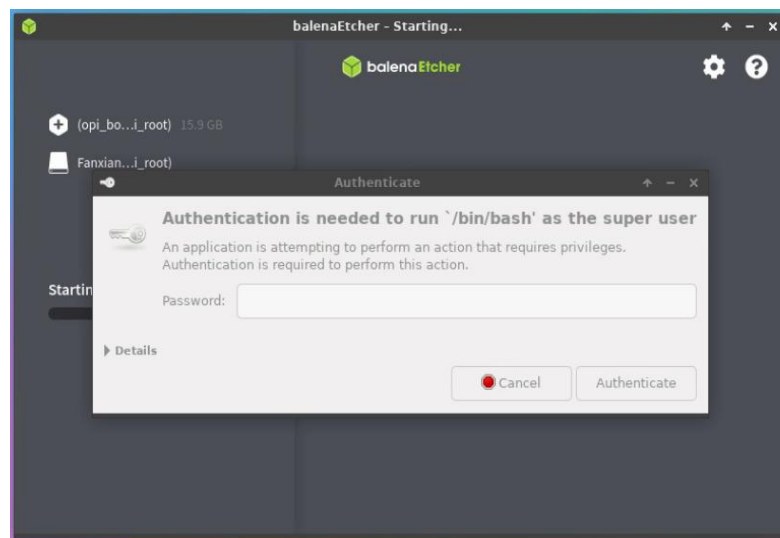 balenaEtcher - Starting...
balenaEtcher
(opi_bo...i_root) 15.9 GB
Fanxian...i_root)
Authenticate
Authentication is needed to run `/bin/bash' as the super user
An application is attempting to perform an action that requires privileges.
Authentication is required to perform this action.
Startin
Password:
Details
Cancel Authenticate